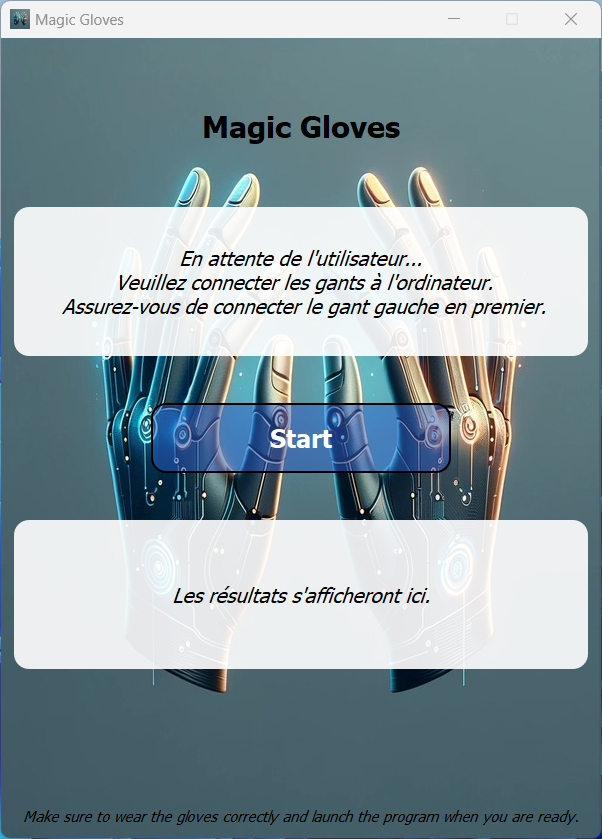 Magic Gloves
Magic Gloves
En attente de l'utilisateur...
Veuillez connecter les gants à l'ordinateur.
Assurez-vous de connecter le gant gauche en premier.
Start
Les résultats s'afficheront ici.
Make sure to wear the gloves correctly and launch the program when you are ready.